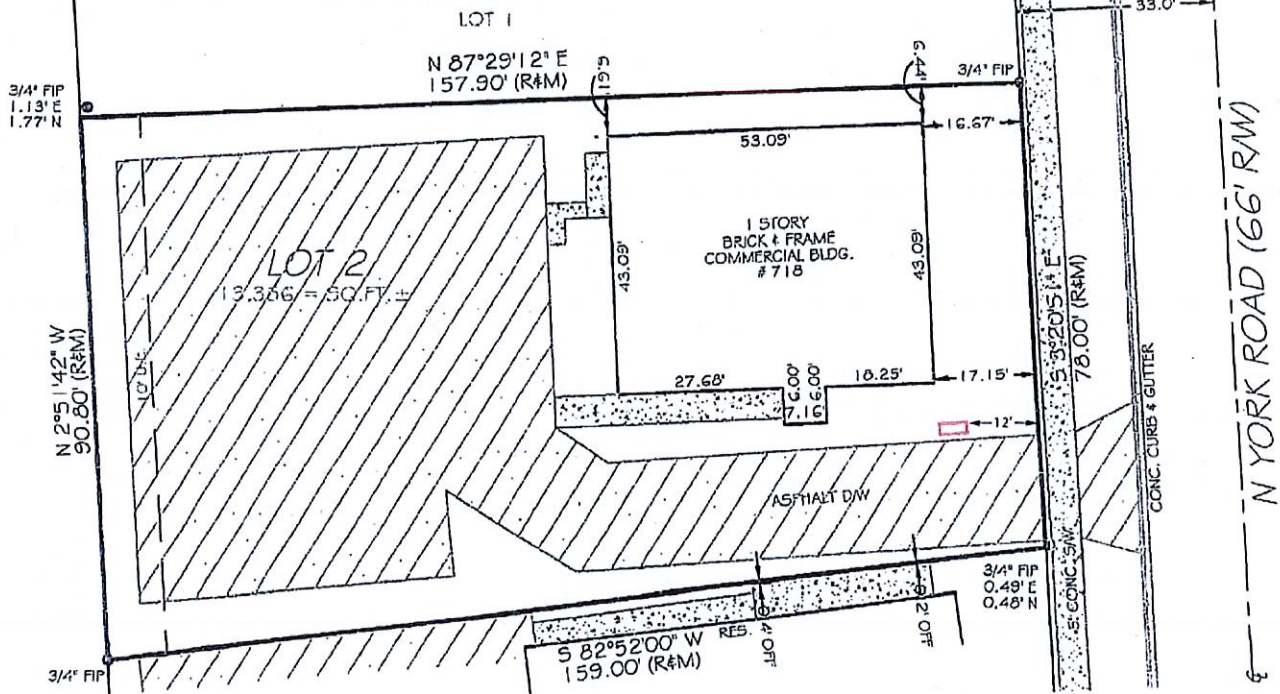 LOT 1
33.0'
N 87°29'12" E
157.90' (R&M)
3/4" FIP
1.13' E
1.77' N
6.61'
6.44'
3/4" FIP
16.67'
53.09'
1 STORY
BRICK & FRAME
COMMERCIAL BLDG.
#718
43.09'
43.09'
LOT 2
13,366 = SQ.FT.±
N 2°51'42" W
90.80' (R&M)
S 3°20'51" E
78.00' (R&M)
N YORK ROAD (66' R/W)
27.68'
6.00'
6.00'
7.16'
18.25'
17.15'
12'
CONC. CURB & GUTTER
ASPHALT D/W
3/4" FIP
0.49' E
0.48' N
5' CONC. S/W
0.4' OFF
0.2' OFF
RES.
S 82°52'00" W
159.00' (R&M)
3/4" FIP